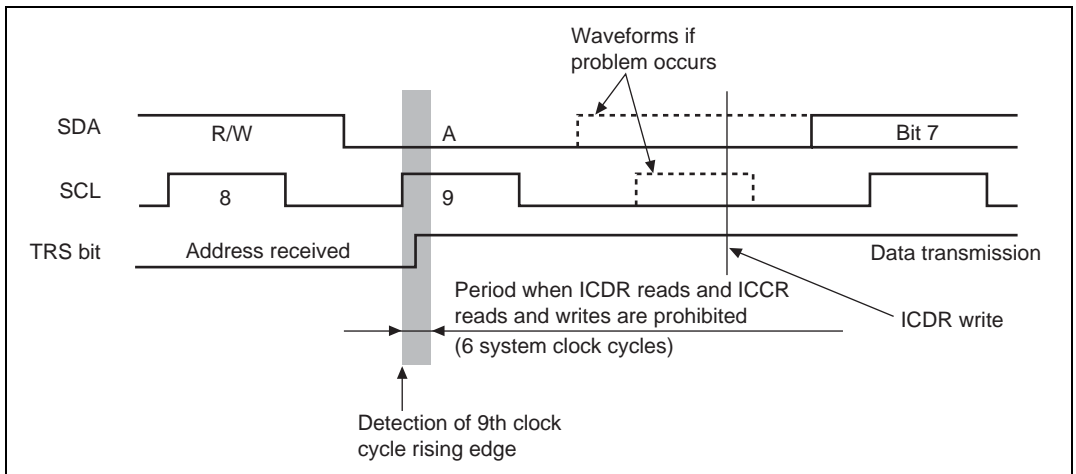 Waveforms if
problem occurs
SDA
R/W
A
Bit 7
SCL
8
9
TRS bit
Address received
Data transmission
Period when ICDR reads and ICCR
reads and writes are prohibited
(6 system clock cycles)
ICDR write
Detection of 9th clock
cycle rising edge